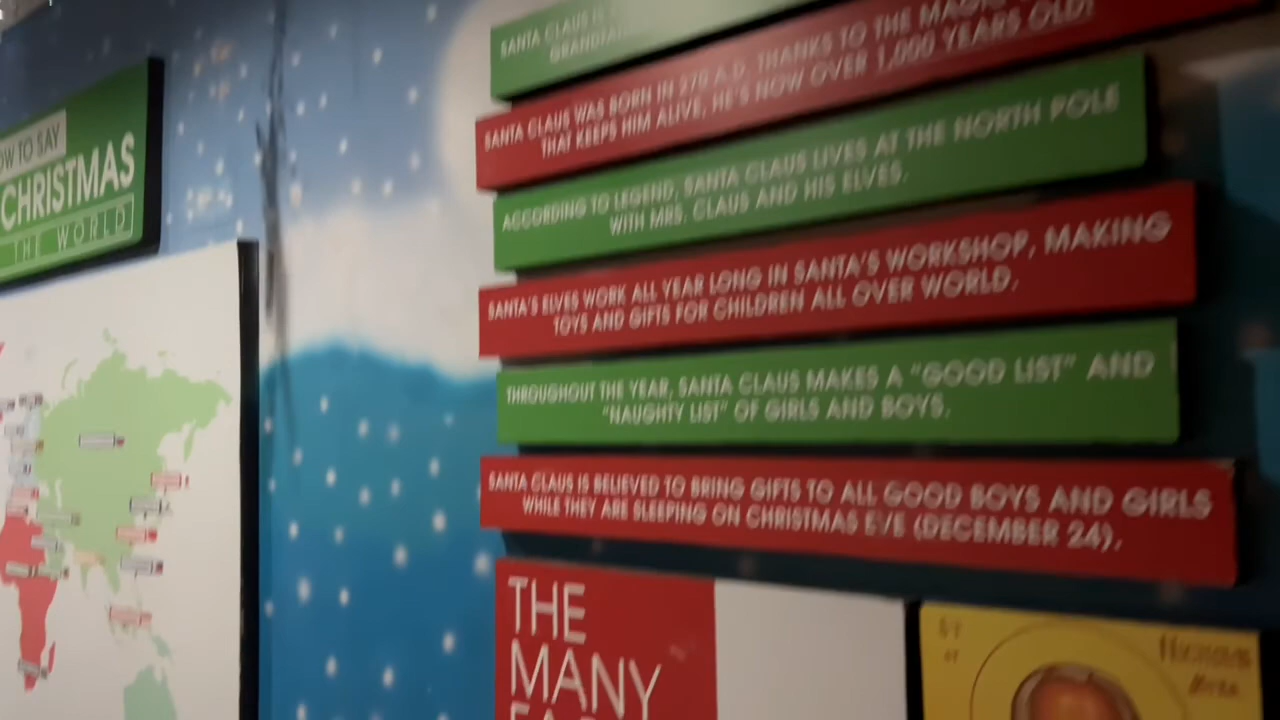 TO SAY
CHRISTMAS
THE WORLD
SANTA CLAUS IS
SANTA CLAUS WAS BORN IN 270 A.D. THANKS TO THE MAGIC
THAT KEEPS HIM ALIVE, HE'S NOW OVER 1,000 YEARS OLD!
ACCORDING TO LEGEND, SANTA CLAUS LIVES AT THE NORTH POLE
WITH MRS. CLAUS AND HIS ELVES.
SANTA'S ELVES WORK ALL YEAR LONG IN SANTA'S WORKSHOP, MAKING
TOYS AND GIFTS FOR CHILDREN ALL OVER WORLD.
THROUGHOUT THE YEAR, SANTA CLAUS MAKES A "GOOD LIST" AND
"NAUGHTY LIST" OF GIRLS AND BOYS.
SANTA CLAUS IS BELIEVED TO BRING GIFTS TO ALL GOOD BOYS AND GIRLS
WHILE THEY ARE SLEEPING ON CHRISTMAS EVE (DECEMBER 24).
THE
MANY